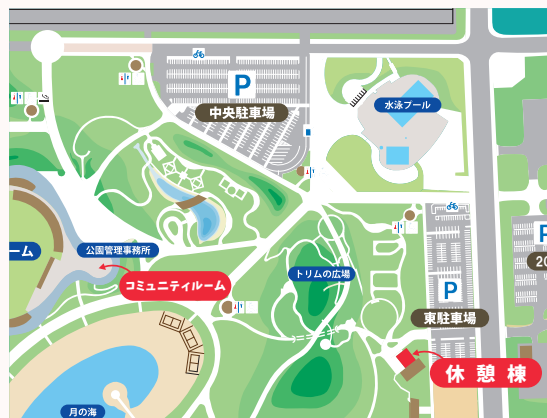 P
中央駐車場
水泳プール
ーム
公園管理事務所
コミュニティルーム
トリムの広場
P
東駐車場
P
20
休憩棟
月の海